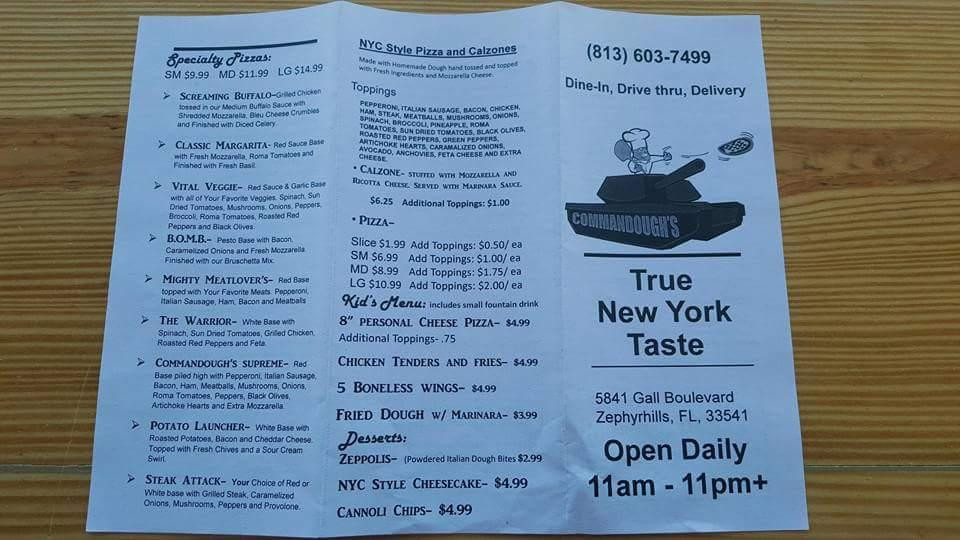 Specialty Pizzas:
SM $9.99 MD $11.99 LG $14.99
➢ SCREAMING BUFFALO–Grilled Chicken
tossed in our Medium Buffalo Sauce with
Shredded Mozzarella, Bleu Cheese Crumbles
and Finished with Diced Celery.
➢ CLASSIC MARGARITA- Red Sauce Base
with Fresh Mozzarella, Roma Tomatoes and
Finished with Fresh Basil.
➢ VITAL VEGGIE– Red Sauce & Garlic Base
with all of Your Favorite Veggies. Spinach, Sun
Dried Tomatoes, Mushrooms, Onions, Peppers,
Broccoli, Roma Tomatoes, Roasted Red
Peppers and Black Olives.
➢ B.O.M.B.– Pesto Base with Bacon,
Caramelized Onions and Fresh Mozzarella.
Finished with our Bruschetta Mix.
➢ MIGHTY MEATLOVER'S– Red Base
topped with Your Favorite Meats. Pepperoni,
Italian Sausage, Ham, Bacon and Meatballs
➢ THE WARRIOR– White Base with
Spinach, Sun Dried Tomatoes, Grilled Chicken,
Roasted Red Peppers and Feta.
➢ COMMANDOUGH'S SUPREME– Red
Base piled high with Pepperoni, Italian Sausage,
Bacon, Ham, Meatballs, Mushrooms, Onions,
Roma Tomatoes, Peppers, Black Olives,
Artichoke Hearts and Extra Mozzarella.
➢ POTATO LAUNCHER– White Base with
Roasted Potatoes, Bacon and Cheddar Cheese.
Topped with Fresh Chives and a Sour Cream
Swirl.
➢ STEAK ATTACK– Your Choice of Red or
White base with Grilled Steak, Caramelized
Onions, Mushrooms, Peppers and Provolone.
NYC Style Pizza and Calzones
Made with Homemade Dough hand tossed and topped
with Fresh Ingredients and Mozzarella Cheese.
Toppings
PEPPERONI, ITALIAN SAUSAGE, BACON, CHICKEN,
HAM, STEAK, MEATBALLS, MUSHROOMS, ONIONS,
SPINACH, BROCCOLI, PINEAPPLE, ROMA
TOMATOES, SUN DRIED TOMATOES, BLACK OLIVES,
ROASTED RED PEPPERS, GREEN PEPPERS,
ARTICHOKE HEARTS, CARAMALIZED ONIONS,
AVOCADO, ANCHOVIES, FETA CHEESE AND EXTRA
CHEESE.
• CALZONE– STUFFED WITH MOZZARELLA AND
RICOTTA CHEESE. SERVED WITH MARINARA SAUCE.
$6.25 Additional Toppings: $1.00
• PIZZA–
Slice $1.99 Add Toppings: $0.50/ ea
SM $6.99 Add Toppings: $1.00/ ea
MD $8.99 Add Toppings: $1.75/ ea
LG $10.99 Add Toppings: $2.00/ ea
Kid's Menu: includes small fountain drink
8" PERSONAL CHEESE PIZZA– $4.99
Additional Toppings- .75
CHICKEN TENDERS AND FRIES– $4.99
5 BONELESS WINGS– $4.99
FRIED DOUGH W/ MARINARA– $3.99
Desserts:
ZEPPOLIS– (Powdered Italian Dough Bites $2.99
NYC STYLE CHEESECAKE– $4.99
CANNOLI CHIPS– $4.99
(813) 603-7499
Dine-In, Drive thru, Delivery
COMMANDOUGH'S
True
New York
Taste
5841 Gall Boulevard
Zephyrhills, FL, 33541
Open Daily
11am - 11pm+